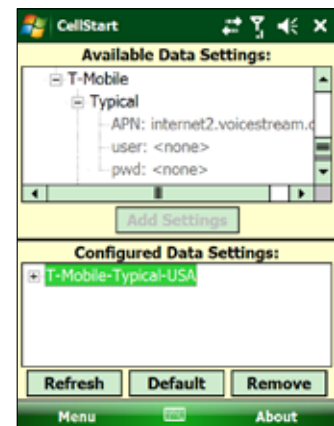 CellStart
Available Data Settings:
T-Mobile
Typical
APN: internet2.voicestream.c
user: <none>
pwd: <none>
Add Settings
Configured Data Settings:
T-Mobile-Typical-USA
Refresh Default Remove
Menu About